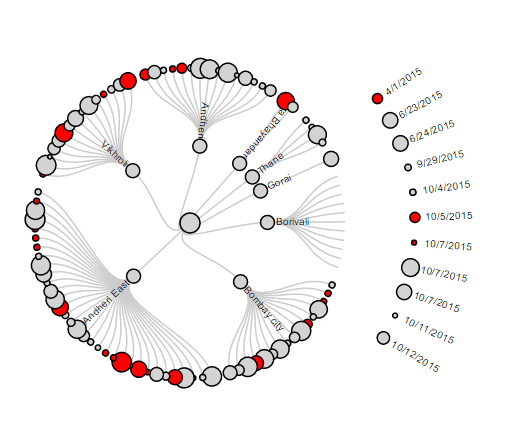 Andheri
Vikhroli
Bhayandar
Thane
Gorai
Borivali
Andheri East
Bombay city
4/1/2015
6/23/2015
6/24/2015
9/29/2015
10/4/2015
10/5/2015
10/7/2015
10/7/2015
10/7/2015
10/11/2015
10/12/2015